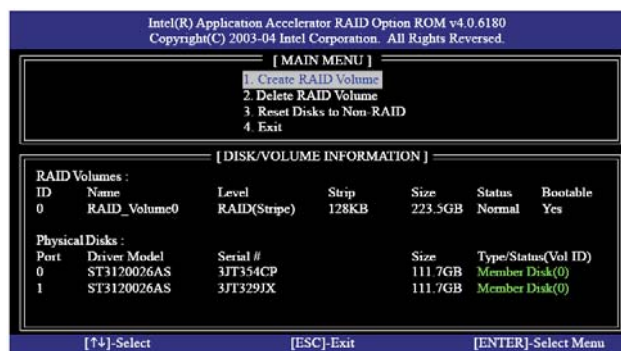 Intel(R) Application Accelerator RAID Option ROM v4.0.6180
Copyright(C) 2003-04 Intel Corporation. All Rights Reversed.
[ MAIN MENU ]
1. Create RAID Volume
2. Delete RAID Volume
3. Reset Disks to Non-RAID
4. Exit
[ DISK/VOLUME INFORMATION ]
RAID Volumes :
ID Name Level Strip Size Status Bootable
0 RAID_Volume0 RAID(Stripe) 128KB 223.5GB Normal Yes
Physical Disks :
Port Driver Model Serial # Size Type/Status(Vol ID)
0 ST3120026AS 3JT354CP 111.7GB Member Disk(0)
1 ST3120026AS 3JT329JX 111.7GB Member Disk(0)
[↑↓]-Select [ESC]-Exit [ENTER]-Select Menu